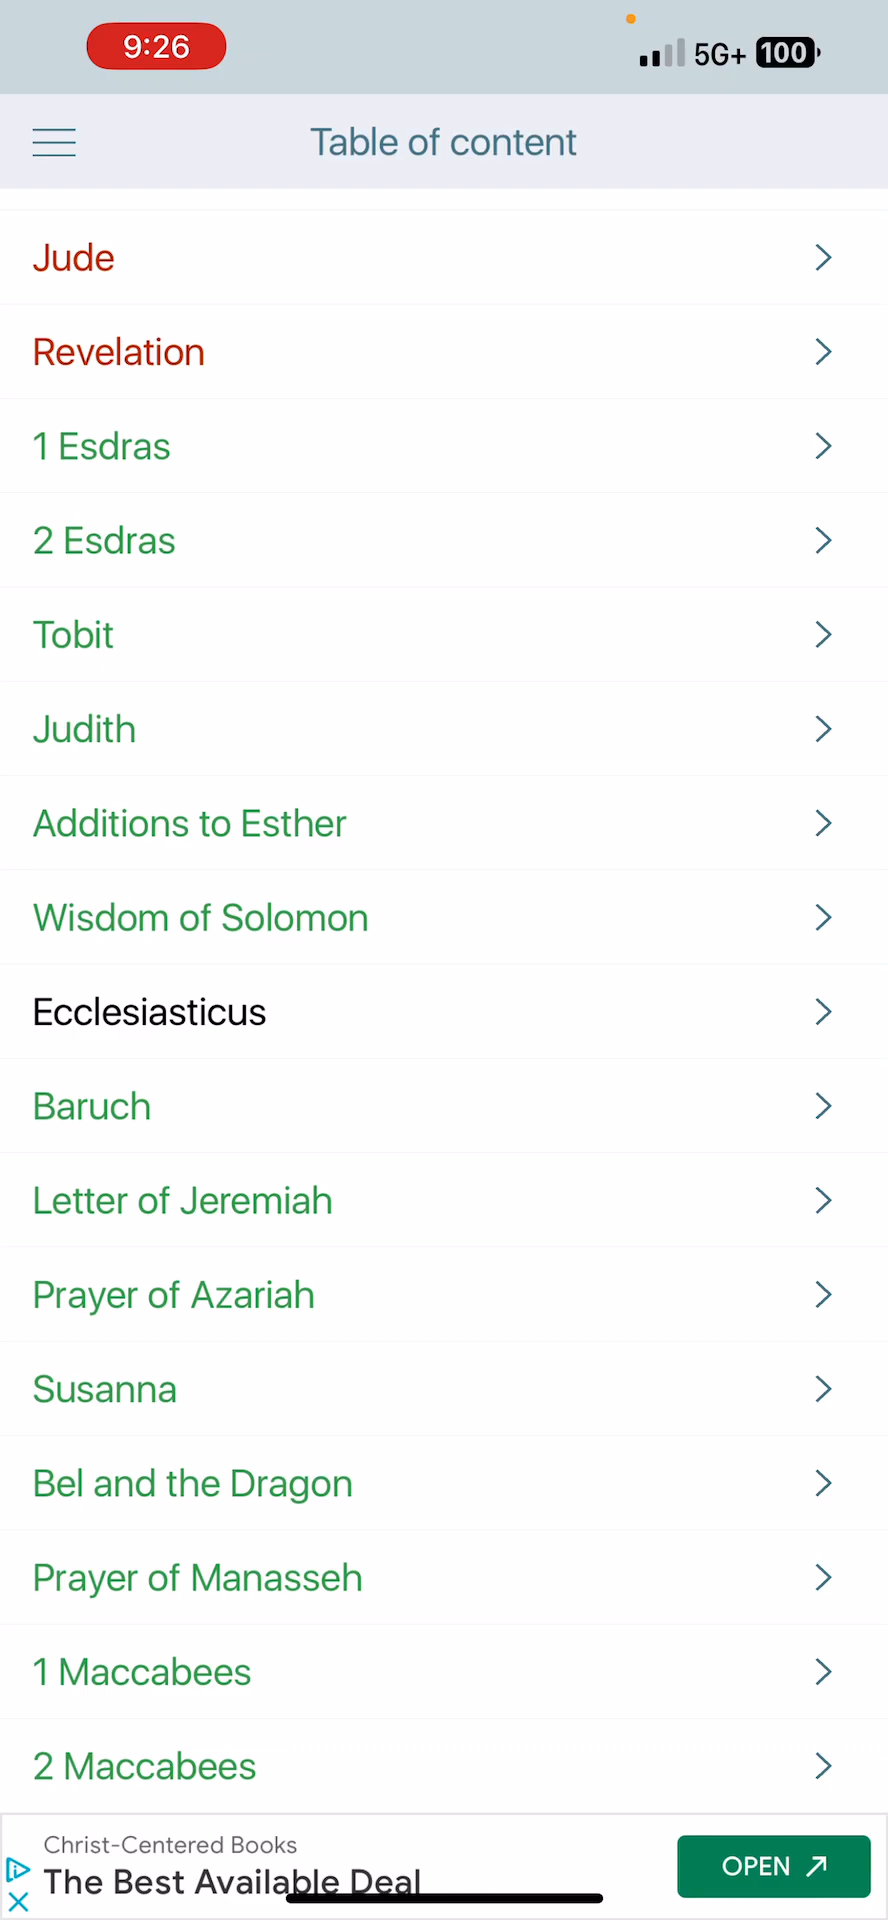 9:26
5G+ 100
Table of content
Jude
Revelation
1 Esdras
2 Esdras
Tobit
Judith
Additions to Esther
Wisdom of Solomon
Ecclesiasticus
Baruch
Letter of Jeremiah
Prayer of Azariah
Susanna
Bel and the Dragon
Prayer of Manasseh
1 Maccabees
2 Maccabees
Christ-Centered Books
The Best Available Deal
OPEN